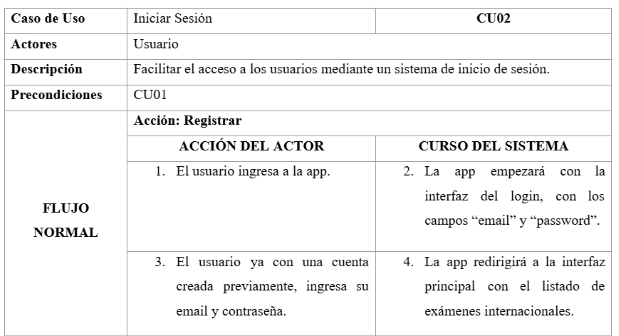 Caso de Uso Iniciar Sesión CU02
Actores Usuario
Descripción Facilitar el acceso a los usuarios mediante un sistema de inicio de sesión.
Precondiciones CU01
FLUJO
NORMAL
Acción: Registrar
ACCIÓN DEL ACTOR CURSO DEL SISTEMA
1. El usuario ingresa a la app.
2. La app empezará con la
interfaz del login, con los
campos “email” y “password”.
3. El usuario ya con una cuenta
creada previamente, ingresa su
email y contraseña.
4. La app redirigirá a la interfaz
principal con el listado de
exámenes internacionales.